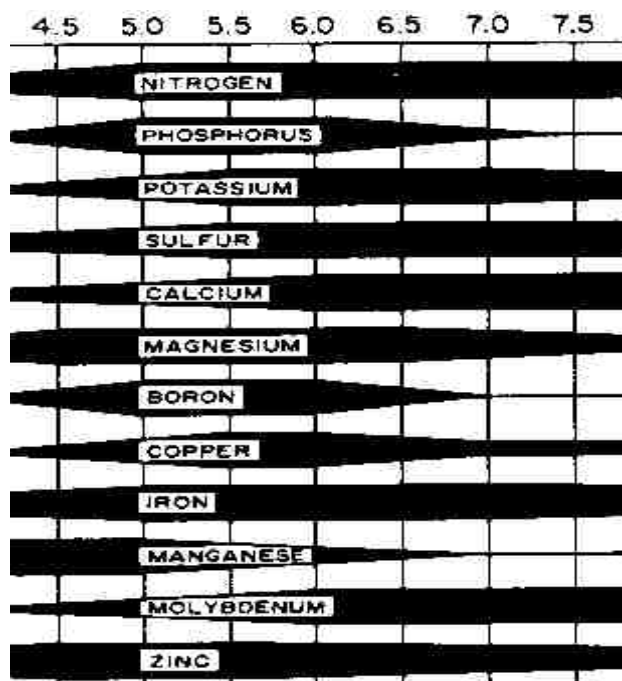 4.5 5.0 5.5 6.0 6.5 7.0 7.5
NITROGEN
PHOSPHORUS
POTASSIUM
SULFUR
CALCIUM
MAGNESIUM
BORON
COPPER
IRON
MANGANESE
MOLYBDENUM
ZINC